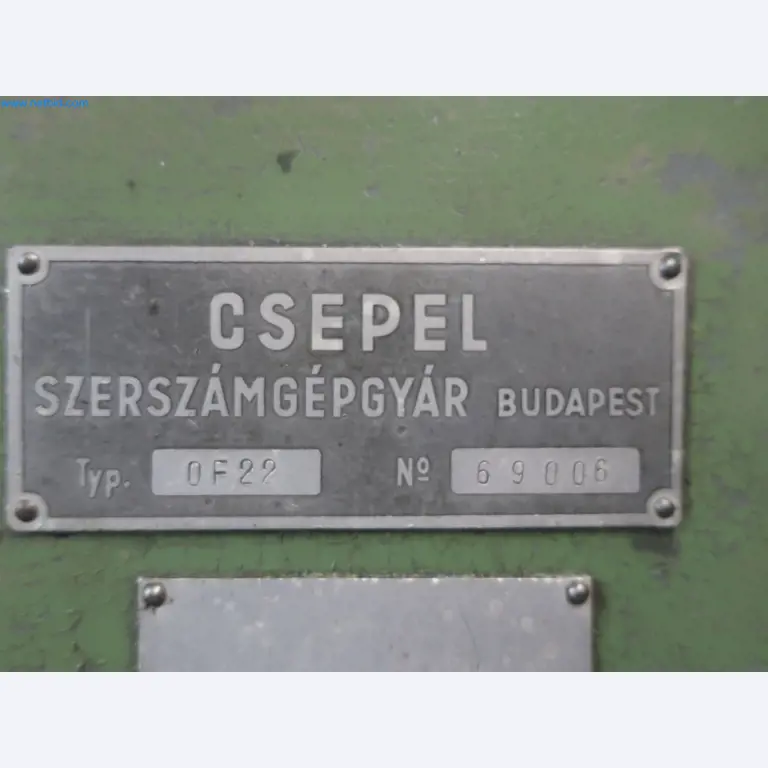 CSEPEL
SZERSZÁMGÉPGYÁR BUDAPEST
Typ. OF22 Nº 69006